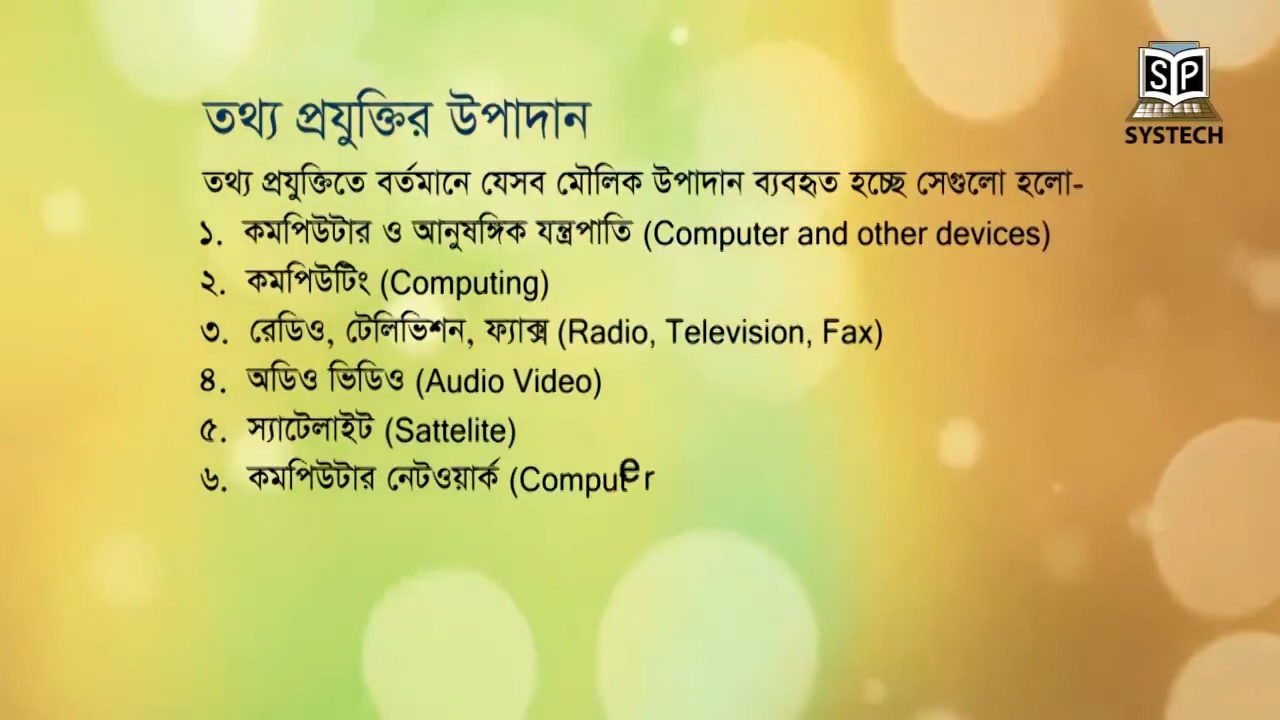 তথ্য প্রযুক্তির উপাদান
তথ্য প্রযুক্তিতে বর্তমানে যেসব মৌলিক উপাদান ব্যবহৃত হচ্ছে সেগুলো হলো-
১. কমপিউটার ও আনুষঙ্গিক যন্ত্রপাতি (Computer and other devices)
২. কমপিউটিং (Computing)
৩. রেডিও, টেলিভিশন, ফ্যাক্স (Radio, Television, Fax)
৪. অডিও ভিডিও (Audio Video)
৫. স্যাটেলাইট (Sattelite)
৬. কমপিউটার নেটওয়ার্ক (Computer
SP
SYSTECH